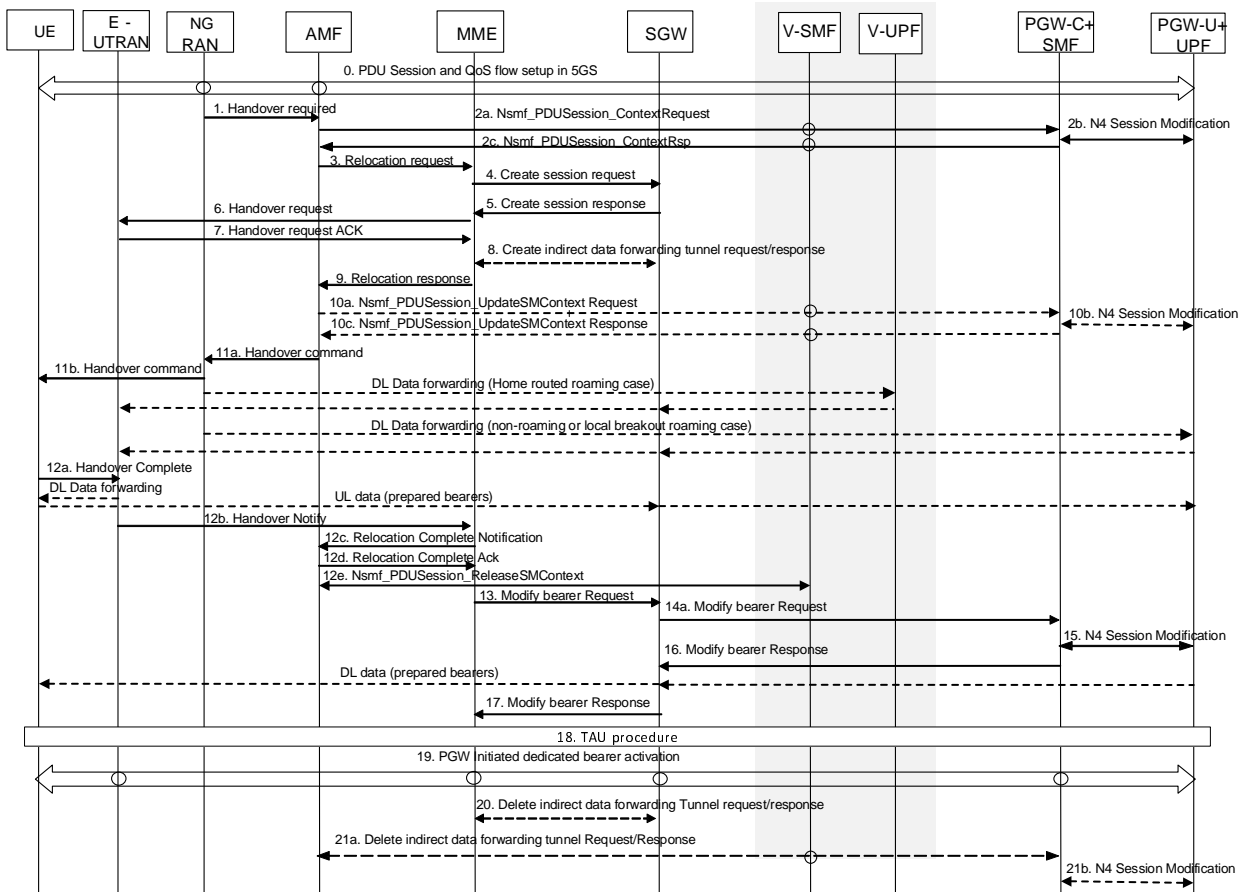 UE
E -
UTRAN
NG
RAN
AMF
MME
SGW
V-SMF
V-UPF
PGW-C+
SMF
PGW-U+
UPF
0. PDU Session and QoS flow setup in 5GS
1. Handover required
2a. Nsmf_PDUSession_ContextRequest
2b. N4 Session Modification
2c. Nsmf_PDUSession_ContextRsp
3. Relocation request
4. Create session request
5. Create session response
6. Handover request
7. Handover request ACK
8. Create indirect data forwarding tunnel request/response
9. Relocation response
10a. Nsmf_PDUSession_UpdateSMContext Request
10b. N4 Session Modification
10c. Nsmf_PDUSession_UpdateSMContext Response
11a. Handover command
11b. Handover command
DL Data forwarding (Home routed roaming case)
DL Data forwarding (non-roaming or local breakout roaming case)
12a. Handover Complete
DL Data forwarding
UL data (prepared bearers)
12b. Handover Notify
12c. Relocation Complete Notification
12d. Relocation Complete Ack
12e. Nsmf_PDUSession_ReleaseSMContext
13. Modify bearer Request
14a. Modify bearer Request
15. N4 Session Modification
16. Modify bearer Response
DL data (prepared bearers)
17. Modify bearer Response
18. TAU procedure
19. PGW Initiated dedicated bearer activation
20. Delete indirect data forwarding Tunnel request/response
21a. Delete indirect data forwarding tunnel Request/Response
21b. N4 Session Modification